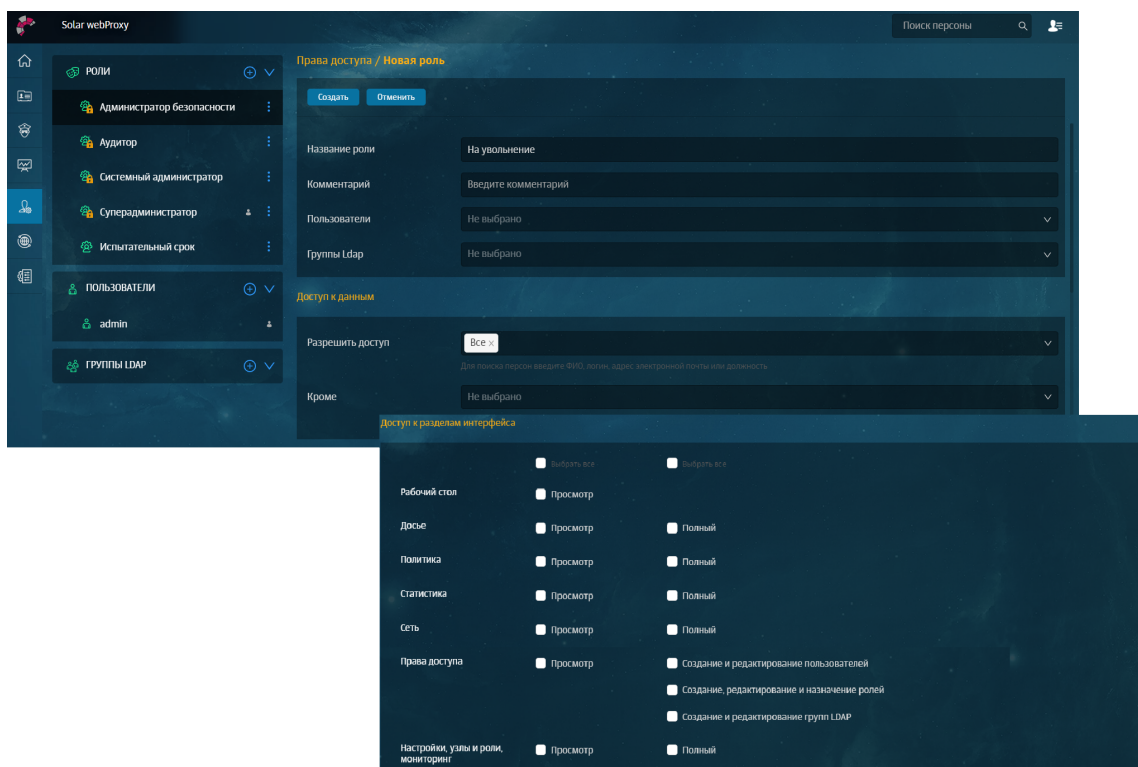 Solar webProxy
Поиск персоны
РОЛИ
Администратор безопасности
Аудитор
Системный администратор
Суперадминистратор
Испытательный срок
ПОЛЬЗОВАТЕЛИ
admin
ГРУППЫ LDAP
Права доступа / Новая роль
Создать Отменить
Название роли На увольнение
Комментарий Введите комментарий
Пользователи Не выбрано
Группы Ldap Не выбрано
Доступ к данным
Разрешить доступ Все ×
Для поиска персон введите ФИО, логин, адрес электронной почты или должность
Кроме Не выбрано
Доступ к разделам интерфейса
Выбрать все Выбрать все
Рабочий стол Просмотр
Досье Просмотр Полный
Политика Просмотр Полный
Статистика Просмотр Полный
Сеть Просмотр Полный
Права доступа Просмотр Создание и редактирование пользователей
Создание, редактирование и назначение ролей
Создание и редактирование групп LDAP
Настройки, узлы и роли, Просмотр Полный
мониторинг